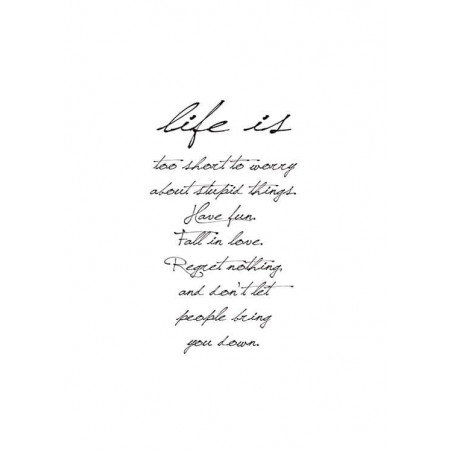 life is
too short to worry
about stupid things.
Have fun.
Fall in love.
Regret nothing,
and don't let
people bring
you down.